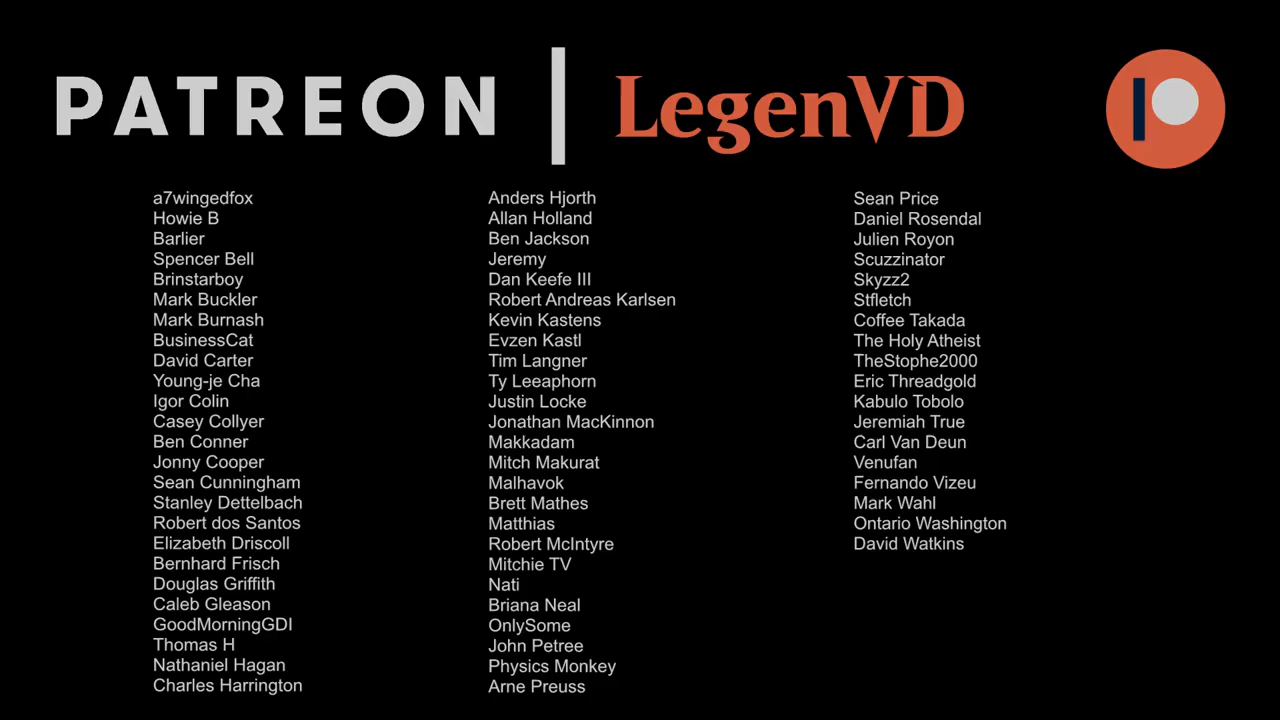 PATREON | LegenVD
a7wingedfox
Howie B
Barlier
Spencer Bell
Brinstarboy
Mark Buckler
Mark Burnash
BusinessCat
David Carter
Young-je Cha
Igor Colin
Casey Collyer
Ben Conner
Jonny Cooper
Sean Cunningham
Stanley Dettelbach
Robert dos Santos
Elizabeth Driscoll
Bernhard Frisch
Douglas Griffith
Caleb Gleason
GoodMorningGDI
Thomas H
Nathaniel Hagan
Charles Harrington
Anders Hjorth
Allan Holland
Ben Jackson
Jeremy
Dan Keefe III
Robert Andreas Karlsen
Kevin Kastens
Evzen Kastl
Tim Langner
Ty Leeaphorn
Justin Locke
Jonathan MacKinnon
Makkadam
Mitch Makurat
Malhavok
Brett Mathes
Matthias
Robert McIntyre
Mitchie TV
Nati
Briana Neal
OnlySome
John Petree
Physics Monkey
Arne Preuss
Sean Price
Daniel Rosendal
Julien Royon
Scuzzinator
Skyzz2
Stfletch
Coffee Takada
The Holy Atheist
TheStophe2000
Eric Threadgold
Kabulo Tobolo
Jeremiah True
Carl Van Deun
Venufan
Fernando Vizeu
Mark Wahl
Ontario Washington
David Watkins